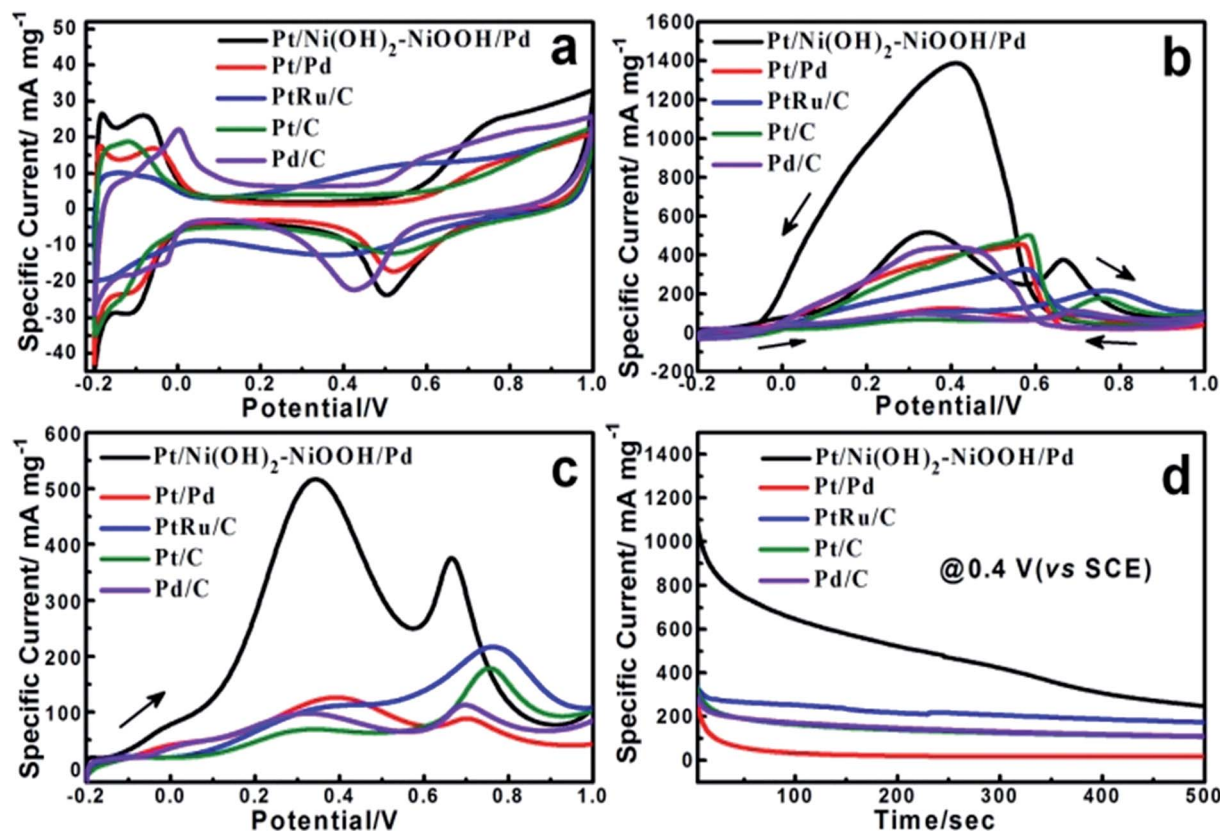 a
Pt/Ni(OH)2-NiOOH/Pd
Pt/Pd
PtRu/C
Pt/C
Pd/C
Specific Current/ mA mg-1
50
40
30
20
10
0
-10
-20
-30
-40
-0.2 0.0 0.2 0.4 0.6 0.8 1.0
Potential/V
b
Pt/Ni(OH)2-NiOOH/Pd
Pt/Pd
PtRu/C
Pt/C
Pd/C
Specific Current/ mA mg-1
1600
1400
1200
1000
800
600
400
200
0
-200
-0.2 0.0 0.2 0.4 0.6 0.8 1.0
Potential/V
c
Pt/Ni(OH)2-NiOOH/Pd
Pt/Pd
PtRu/C
Pt/C
Pd/C
Specific Current/ mA mg-1
600
500
400
300
200
100
0
-0.2 0.0 0.2 0.4 0.6 0.8 1.0
Potential/V
d
Pt/Ni(OH)2-NiOOH/Pd
Pt/Pd
PtRu/C
Pt/C
Pd/C
@0.4 V(vs SCE)
Specific Current/ mA mg-1
1400
1200
1000
800
600
400
200
0
100 200 300 400 500
Time/sec